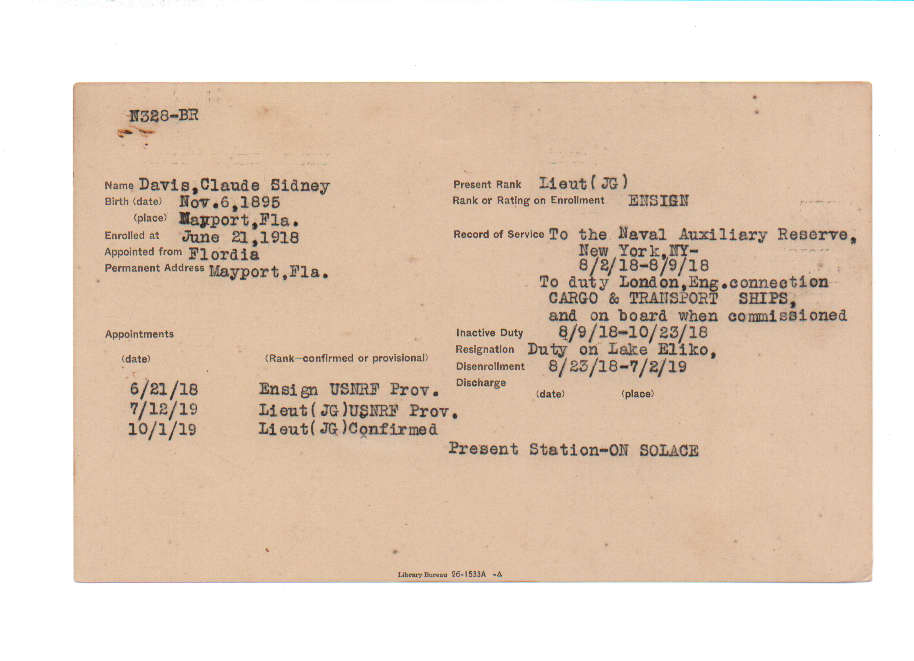 N328-BR
Name Davis,Claude Sidney
Birth (date) Nov.6,1895
(place) Mayport,Fla.
Enrolled at June 21,1918
Appointed from Flordia
Permanent Address Mayport,Fla.
Appointments
(date) (Rank—confirmed or provisional)
6/21/18 Ensign USNRF Prov.
7/12/19 Lieut(JG)USNRF Prov.
10/1/19 Lieut(JG)Confirmed
Present Rank Lieut(JG)
Rank or Rating on Enrollment ENSIGN
Record of Service To the Naval Auxiliary Reserve,
New York,NY-
8/2/18-8/9/18
To duty London,Eng.connection
CARGO & TRANSPORT SHIPS,
and on board when commissioned
Inactive Duty 8/9/18-10/23/18
Resignation Duty on Lake Eliko,
Disenrollment 8/23/18-7/2/19
Discharge
(date) (place)
Present Station-ON SOLACE
Library Bureau 26-1533A -A